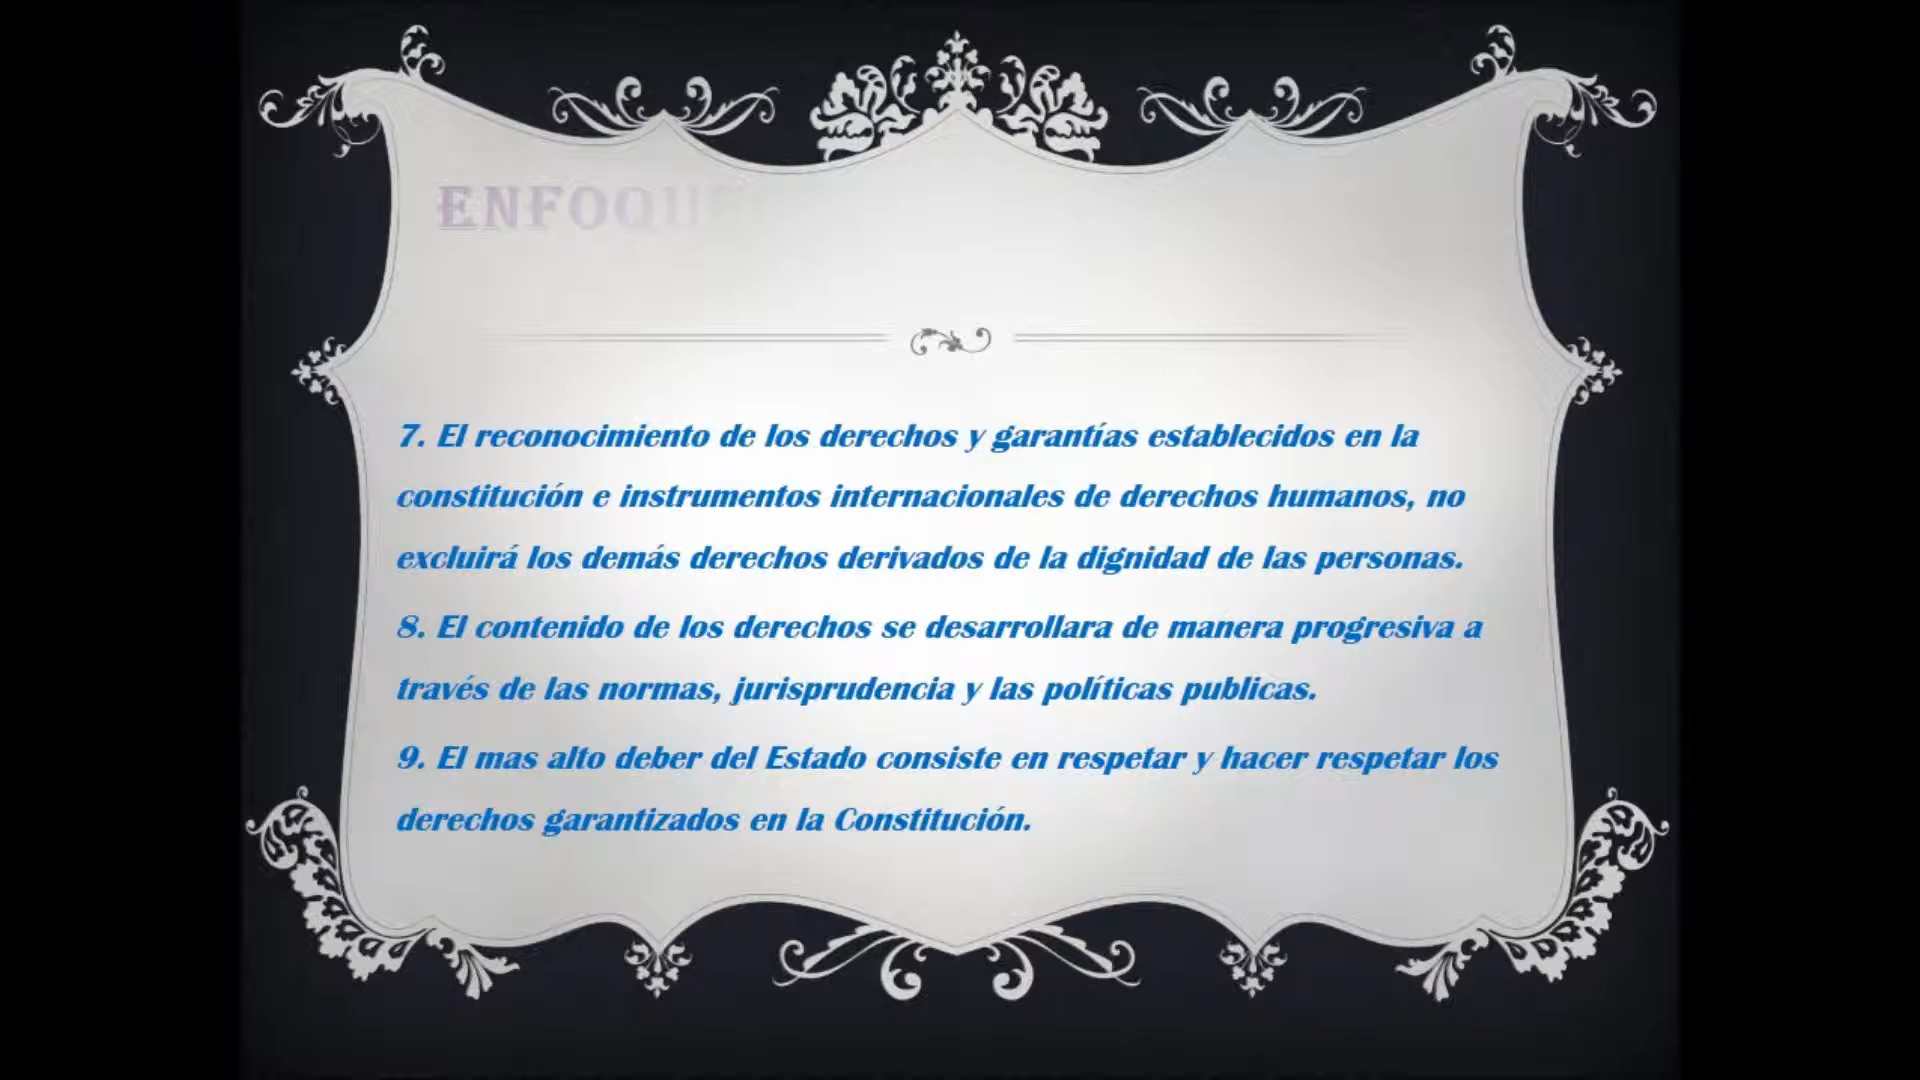 ENFOQUE
7. El reconocimiento de los derechos y garantías establecidos en la
constitución e instrumentos internacionales de derechos humanos, no
excluirá los demás derechos derivados de la dignidad de las personas.
8. El contenido de los derechos se desarrollara de manera progresiva a
través de las normas, jurisprudencia y las políticas publicas.
9. El mas alto deber del Estado consiste en respetar y hacer respetar los
derechos garantizados en la Constitución.